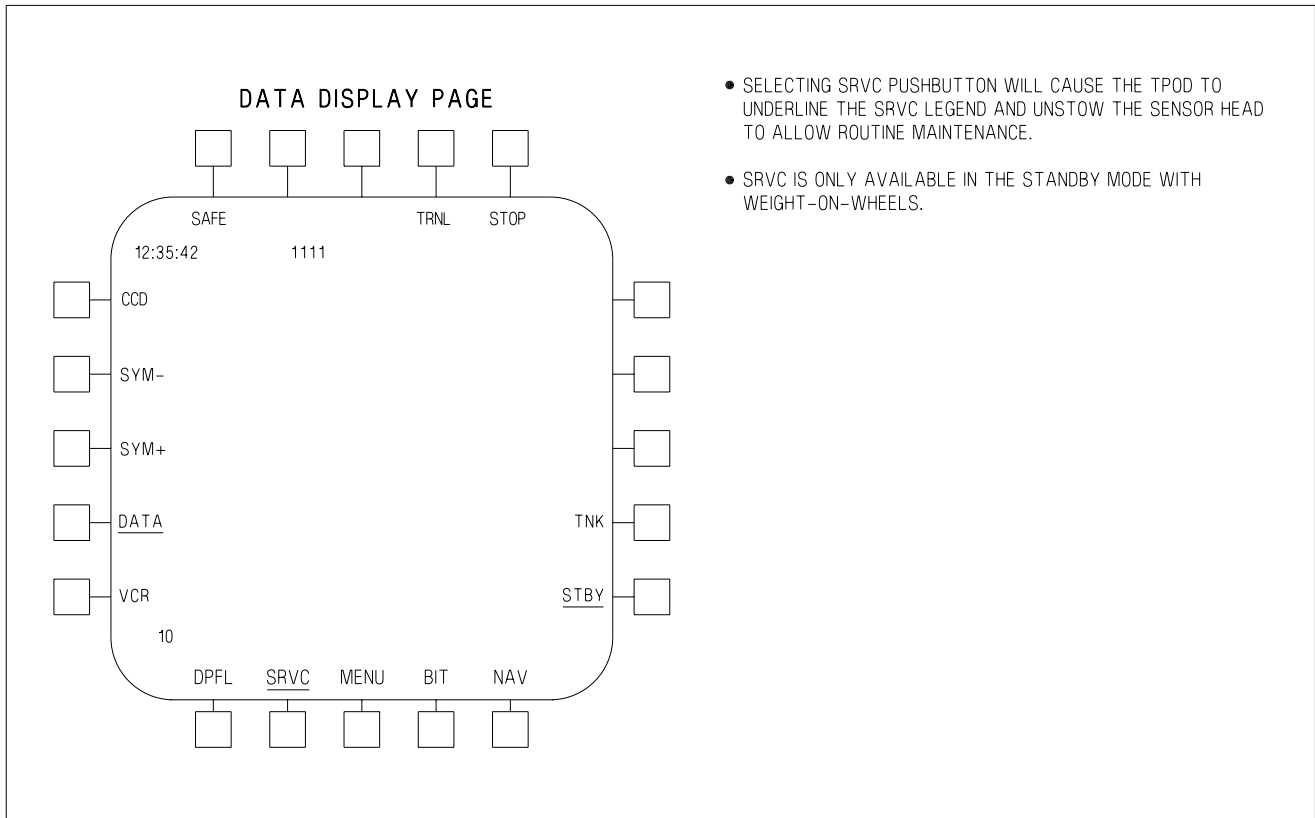 DATA DISPLAY PAGE
SAFE TRNL STOP
12:35:42 1111
CCD
SYM-
SYM+
DATA TNK
VCR STBY
10
DPFL SRVC MENU BIT NAV
● SELECTING SRVC PUSHBUTTON WILL CAUSE THE TPOD TO
UNDERLINE THE SRVC LEGEND AND UNSTOW THE SENSOR HEAD
TO ALLOW ROUTINE MAINTENANCE.
● SRVC IS ONLY AVAILABLE IN THE STANDBY MODE WITH
WEIGHT-ON-WHEELS.